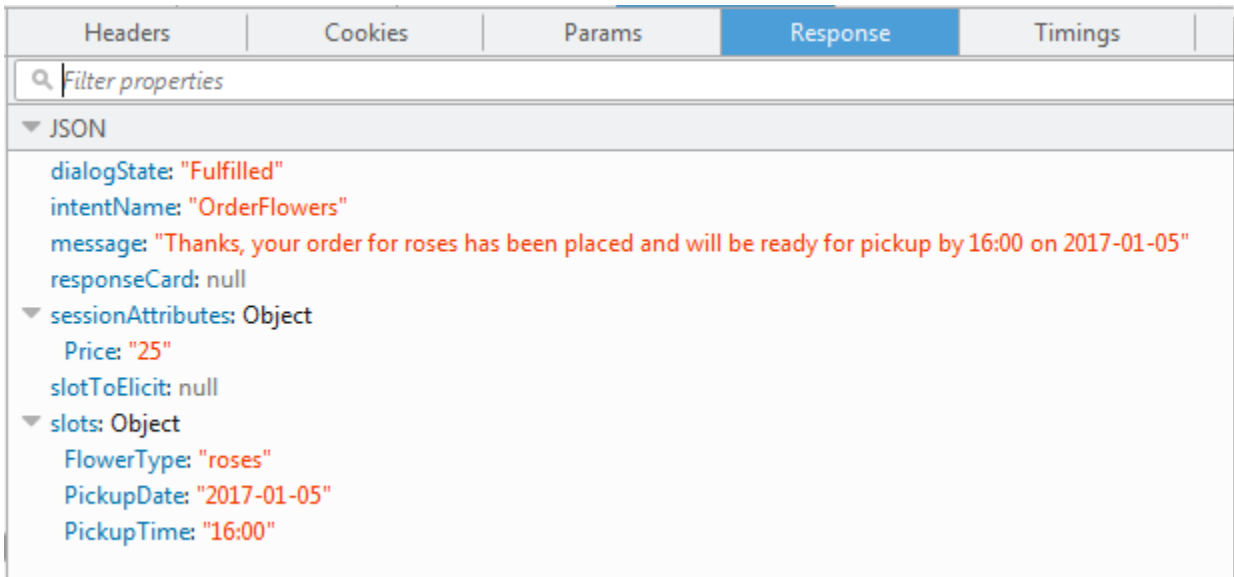 Headers Cookies Params Response Timings
Filter properties
JSON
dialogState: "Fulfilled"
intentName: "OrderFlowers"
message: "Thanks, your order for roses has been placed and will be ready for pickup by 16:00 on 2017-01-05"
responseCard: null
sessionAttributes: Object
Price: "25"
slotToElicit: null
slots: Object
FlowerType: "roses"
PickupDate: "2017-01-05"
PickupTime: "16:00"